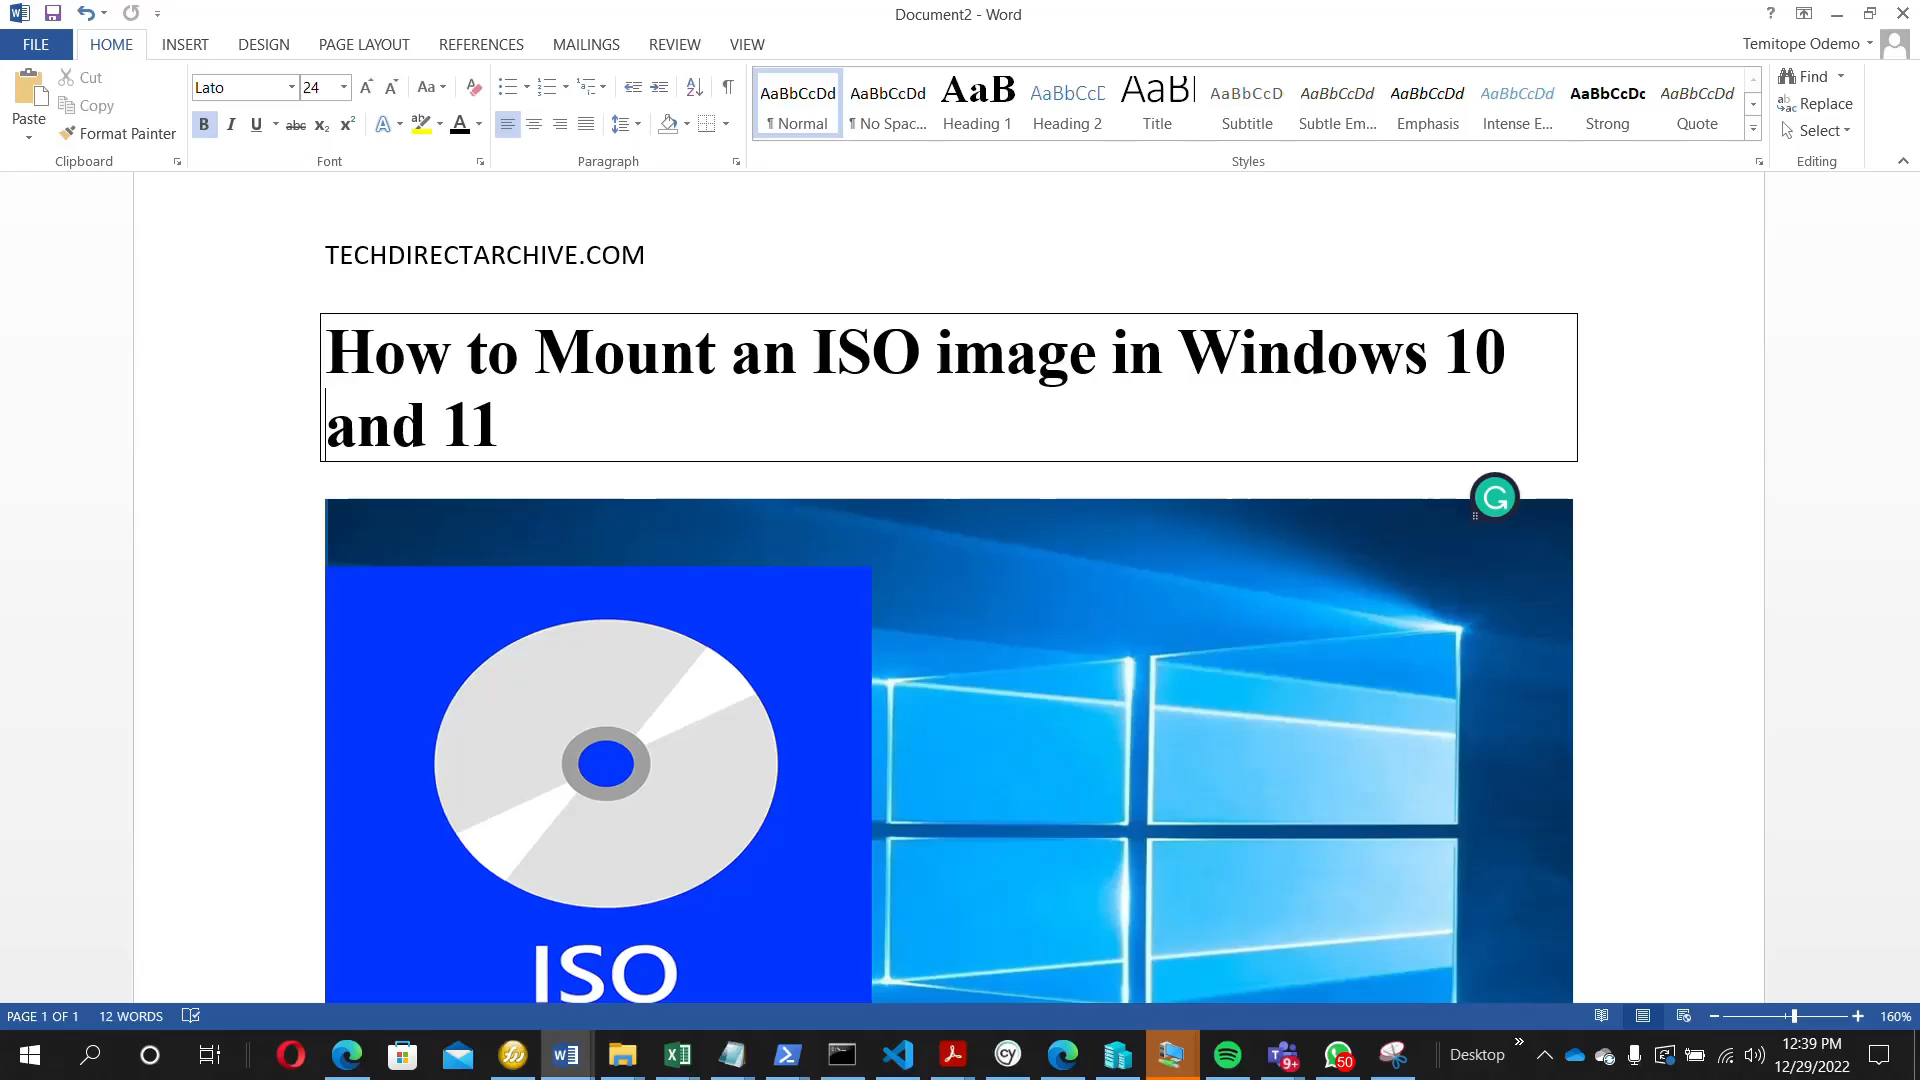 Document2 - Word
?
FILE HOME INSERT DESIGN PAGE LAYOUT REFERENCES MAILINGS REVIEW VIEW
Temitope Odemo
Paste
Cut
Copy
Format Painter
Clipboard
Lato 24
Font
Paragraph
AaBbCcDd AaBbCcDd AaB AaBbCcD AaBl AaBbCcD AaBbCcDd AaBbCcDd AaBbCcDd AaBbCcDc AaBbCcDd
¶ Normal ¶ No Spac... Heading 1 Heading 2 Title Subtitle Subtle Em... Emphasis Intense E... Strong Quote
Styles
Find
Replace
Select
Editing
TECHDIRECTARCHIVE.COM
How to Mount an ISO image in Windows 10
and 11
ISO
PAGE 1 OF 1 12 WORDS
160%
Desktop
12:39 PM
12/29/2022